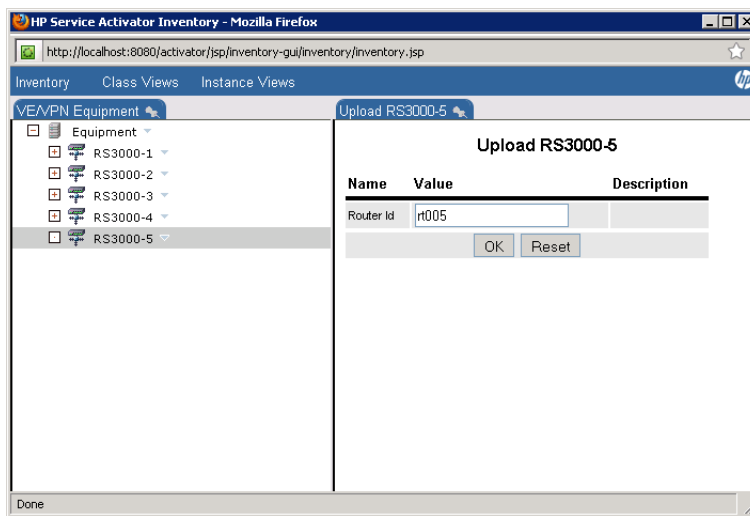 HP Service Activator Inventory - Mozilla Firefox
http://localhost:8080/activator/jsp/inventory-gui/inventory/inventory.jsp
Inventory Class Views Instance Views
hp
VE/VPN Equipment
Equipment
RS3000-1
RS3000-2
RS3000-3
RS3000-4
RS3000-5
Upload RS3000-5
Upload RS3000-5
Name Value Description
Router Id rt005
OK Reset
Done